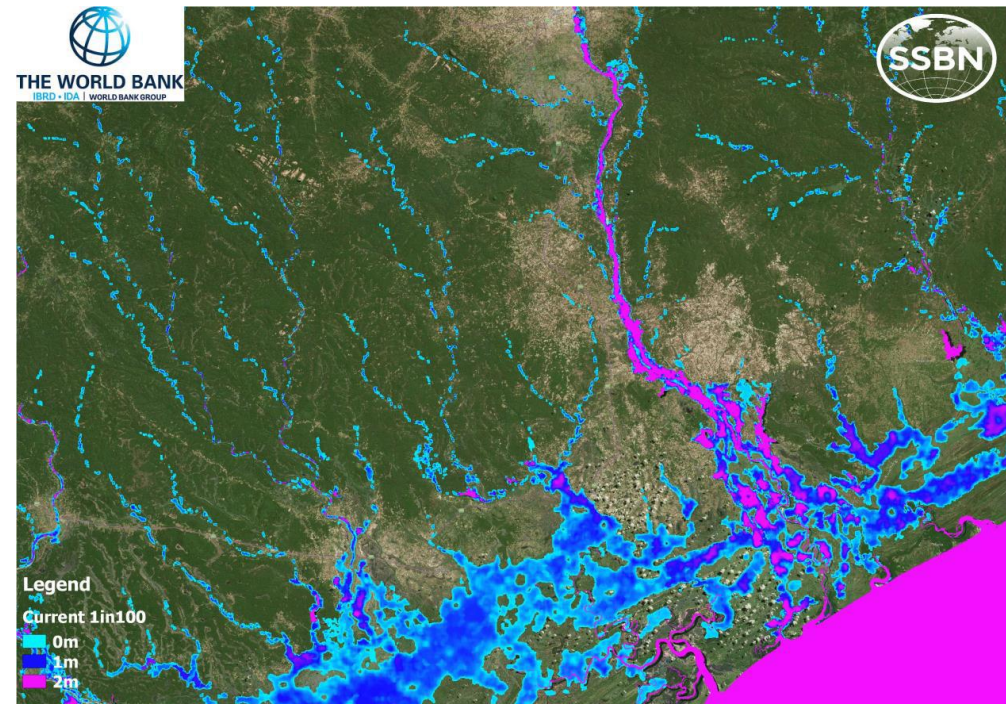 THE WORLD BANK
IBRD • IDA | WORLD BANK GROUP
SSBN
Legend
Current 1in100
0m
1m
2m